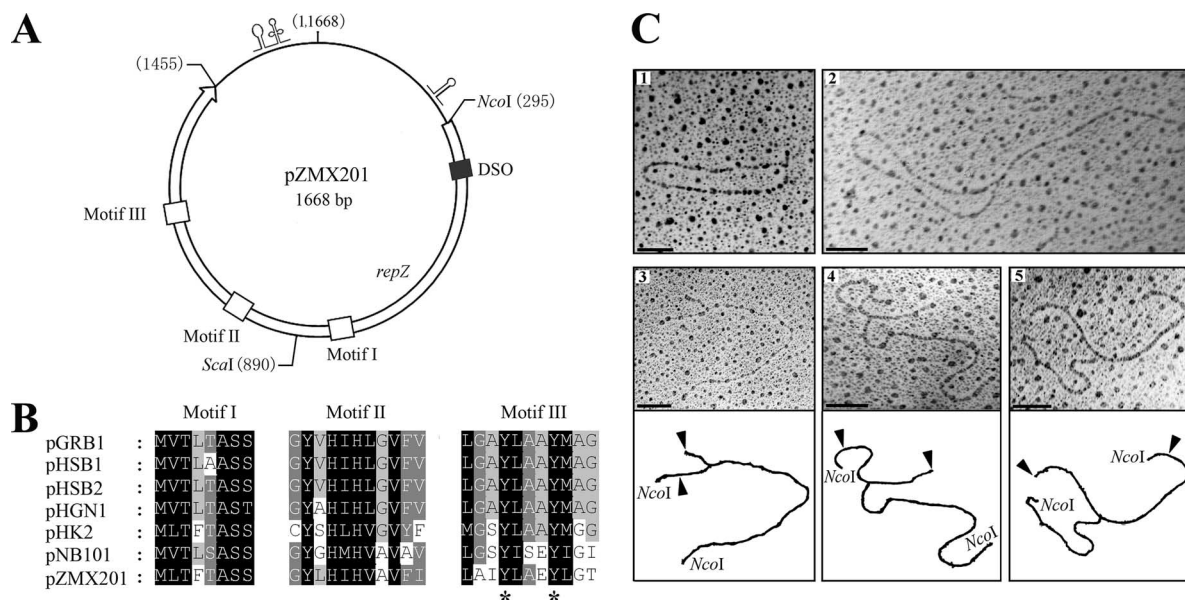 A
(1,1668)
(1455)
NcoI (295)
DSO
pZMX201
1668 bp
Motif III
repZ
Motif II
Motif I
ScaI (890)
B
Motif I Motif II Motif III
pGRB1 : MVTLTASS GYVHIHLGVFV LGAYLAAYMAG
pHSB1 : MVTLAASS GYVHIHLGVFV LGAYLAAYMAG
pHSB2 : MVTLTASS GYVHIHLGVFV LGAYLAAYMAG
pHGN1 : MVTLTAST GYAHIHLGVFV LGAYLAAYMAG
pHK2 : MLTFTASS CYSHLHVGVYF MGSYLAAYMGG
pNB101 : MVTLSASS GYGHMHVAVAV LGSYISEYIGI
pZMX201 : MLTFTASS GYLHIHVAVFI LAIYLAEYLGT
* *
C
1
2
3
4
5
NcoI
NcoI
NcoI
NcoI
NcoI
NcoI